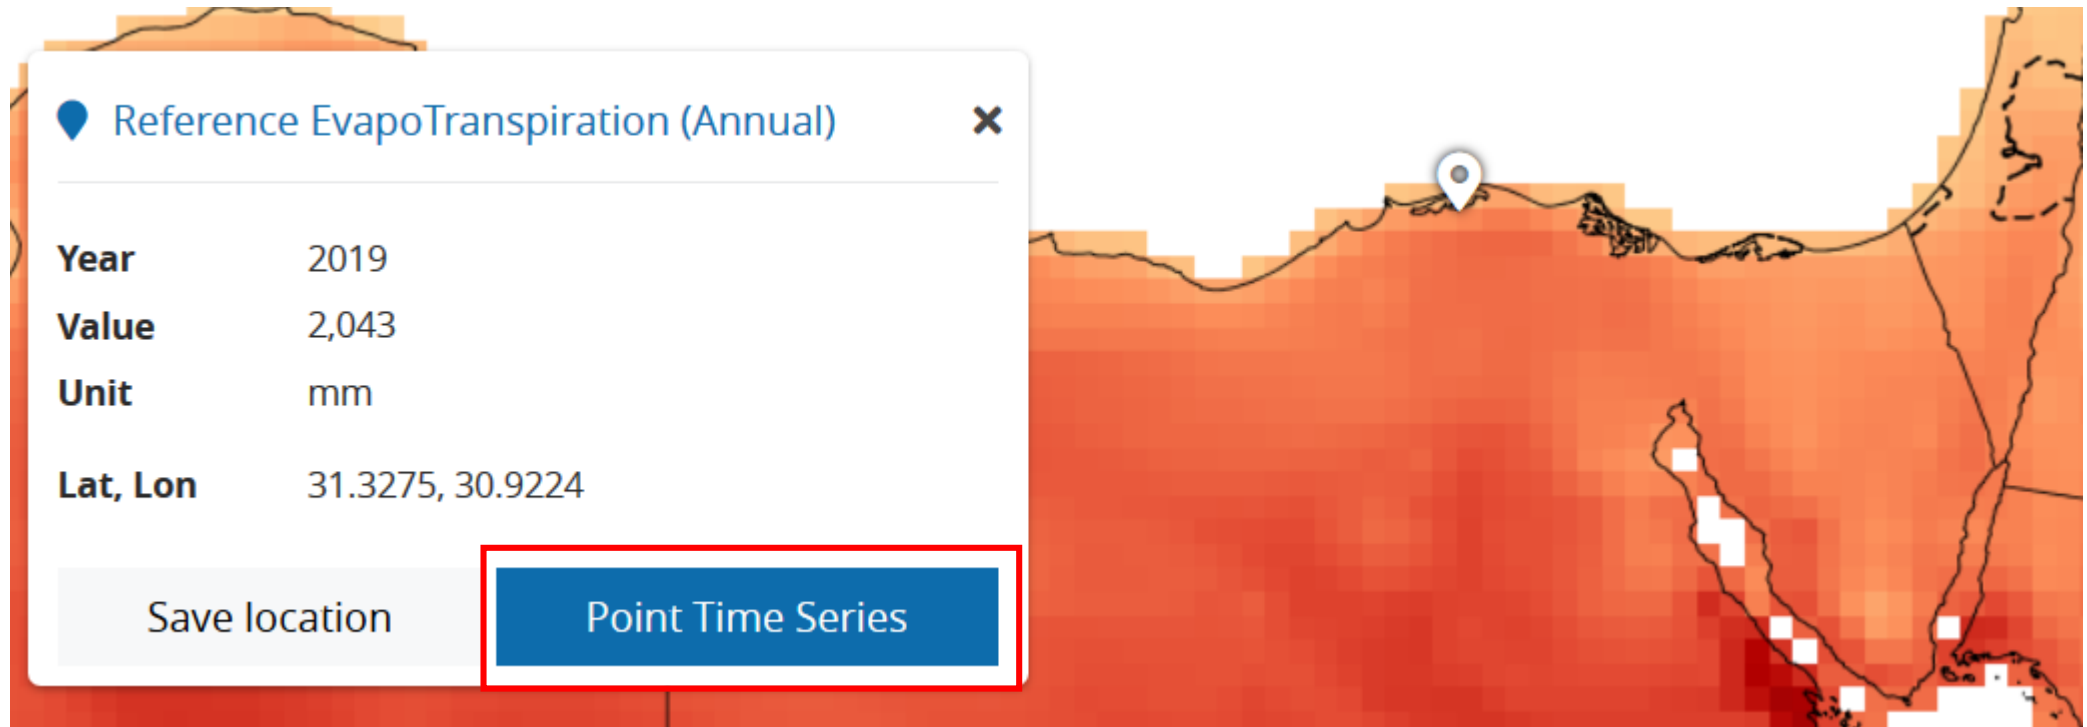 Reference EvapoTranspiration (Annual)
Year 2019
Value 2,043
Unit mm
Lat, Lon 31.3275, 30.9224
Save location Point Time Series